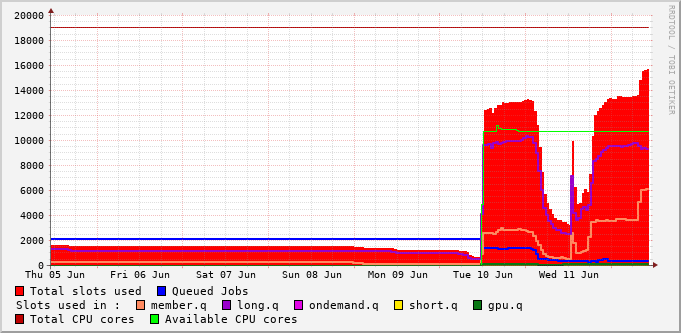 RRDTOOL / TOBI OETIKER
20000
18000
16000
14000
12000
10000
8000
6000
4000
2000
0
Thu 05 Jun Fri 06 Jun Sat 07 Jun Sun 08 Jun Mon 09 Jun Tue 10 Jun Wed 11 Jun
Total slots used Queued Jobs
Slots used in : member.q long.q ondemand.q short.q gpu.q
Total CPU cores Available CPU cores